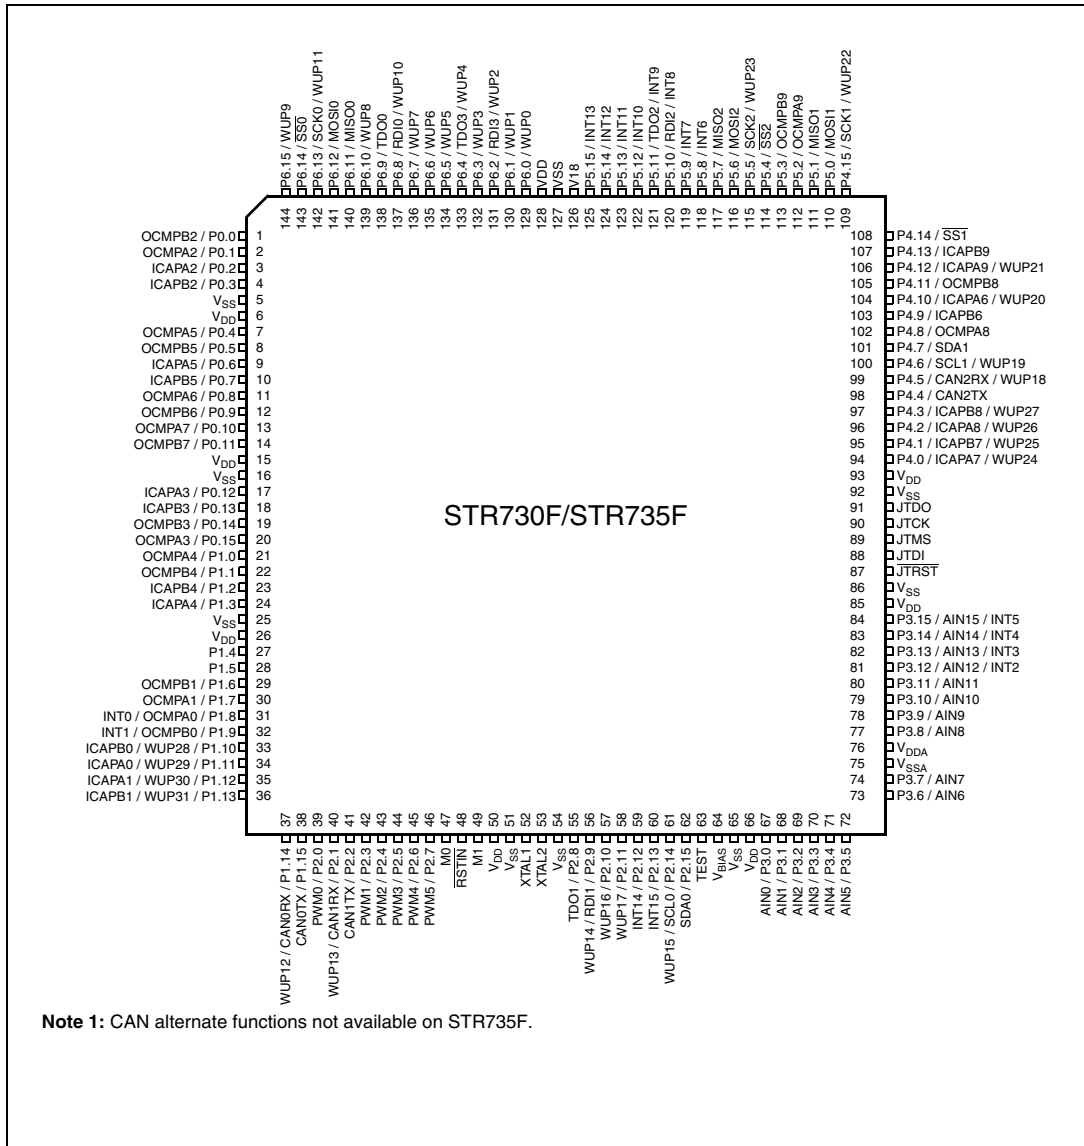 P6.15 / WUP9
P6.14 / SS0
P6.13 / SCK0 / WUP11
P6.12 / MOSI0
P6.11 / MISO0
P6.10 / WUP8
P6.9 / TDO0
P6.8 / RDI0 / WUP10
P6.7 / WUP7
P6.6 / WUP6
P6.5 / WUP5
P6.4 / TDO3 / WUP4
P6.3 / WUP3
P6.2 / RDI3 / WUP2
P6.1 / WUP1
P6.0 / WUP0
VDD
VSS
V18
P5.15 / INT13
P5.14 / INT12
P5.13 / INT11
P5.12 / INT10
P5.11 / TDO2 / INT9
P5.10 / RDI2 / INT8
P5.9 / INT7
P5.8 / INT6
P5.7 / MISO2
P5.6 / MOSI2
P5.5 / SCK2 / WUP23
P5.4 / SS2
P5.3 / OCMPB9
P5.2 / OCMPA9
P5.1 / MISO1
P5.0 / MOSI1
P4.15 / SCK1 / WUP22
144
143
142
141
140
139
138
137
136
135
134
133
132
131
130
129
128
127
126
125
124
123
122
121
120
119
118
117
116
115
114
113
112
111
110
109
OCMPB2 / P0.0 1
OCMPA2 / P0.1 2
ICAPA2 / P0.2 3
ICAPB2 / P0.3 4
VSS 5
VDD 6
OCMPA5 / P0.4 7
OCMPB5 / P0.5 8
ICAPA5 / P0.6 9
ICAPB5 / P0.7 10
OCMPA6 / P0.8 11
OCMPB6 / P0.9 12
OCMPA7 / P0.10 13
OCMPB7 / P0.11 14
VDD 15
VSS 16
ICAPA3 / P0.12 17
ICAPB3 / P0.13 18
OCMPB3 / P0.14 19
OCMPA3 / P0.15 20
OCMPA4 / P1.0 21
OCMPB4 / P1.1 22
ICAPB4 / P1.2 23
ICAPA4 / P1.3 24
VSS 25
VDD 26
P1.4 27
P1.5 28
OCMPB1 / P1.6 29
OCMPA1 / P1.7 30
INT0 / OCMPA0 / P1.8 31
INT1 / OCMPB0 / P1.9 32
ICAPB0 / WUP28 / P1.10 33
ICAPA0 / WUP29 / P1.11 34
ICAPA1 / WUP30 / P1.12 35
ICAPB1 / WUP31 / P1.13 36
STR730F/STR735F
108 P4.14 / SS1
107 P4.13 / ICAPB9
106 P4.12 / ICAPA9 / WUP21
105 P4.11 / OCMPB8
104 P4.10 / ICAPA6 / WUP20
103 P4.9 / ICAPB6
102 P4.8 / OCMPA8
101 P4.7 / SDA1
100 P4.6 / SCL1 / WUP19
99 P4.5 / CAN2RX / WUP18
98 P4.4 / CAN2TX
97 P4.3 / ICAPB8 / WUP27
96 P4.2 / ICAPA8 / WUP26
95 P4.1 / ICAPB7 / WUP25
94 P4.0 / ICAPA7 / WUP24
93 VDD
92 VSS
91 JTDO
90 JTCK
89 JTMS
88 JTDI
87 JTRST
86 VSS
85 VDD
84 P3.15 / AIN15 / INT5
83 P3.14 / AIN14 / INT4
82 P3.13 / AIN13 / INT3
81 P3.12 / AIN12 / INT2
80 P3.11 / AIN11
79 P3.10 / AIN10
78 P3.9 / AIN9
77 P3.8 / AIN8
76 VDDA
75 VSSA
74 P3.7 / AIN7
73 P3.6 / AIN6
37
38
39
40
41
42
43
44
45
46
47
48
49
50
51
52
53
54
55
56
57
58
59
60
61
62
63
64
65
66
67
68
69
70
71
72
WUP12 / CAN0RX / P1.14
CAN0TX / P1.15
PWM0 / P2.0
WUP13 / CAN1RX / P2.1
CAN1TX / P2.2
PWM1 / P2.3
PWM2 / P2.4
PWM3 / P2.5
PWM4 / P2.6
PWM5 / P2.7
M0
RSTIN
M1
VDD
VSS
XTAL1
XTAL2
VSS
TDO1 / P2.8
WUP14 / RDI1 / P2.9
WUP16 / P2.10
WUP17 / P2.11
INT14 / P2.12
INT15 / P2.13
WUP15 / SCL0 / P2.14
SDA0 / P2.15
TEST
VBIAS
VSS
VDD
AIN0 / P3.0
AIN1 / P3.1
AIN2 / P3.2
AIN3 / P3.3
AIN4 / P3.4
AIN5 / P3.5
Note 1: CAN alternate functions not available on STR735F.